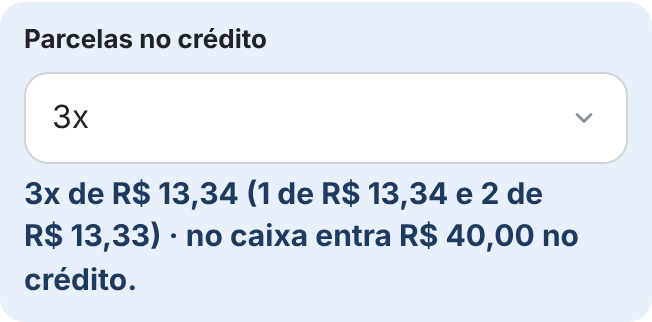 Parcelas no crédito
3x
3x de R$ 13,34 (1 de R$ 13,34 e 2 de
R$ 13,33) · no caixa entra R$ 40,00 no
crédito.